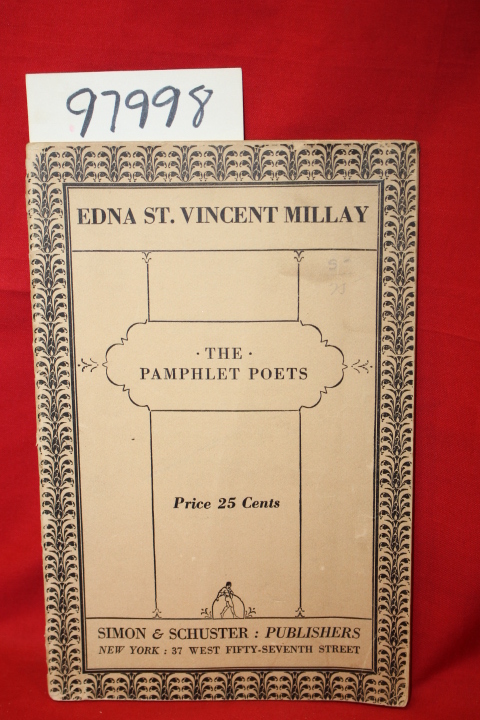 97998
EDNA ST. VINCENT MILLAY
· THE ·
PAMPHLET POETS
Price 25 Cents
SIMON & SCHUSTER : PUBLISHERS
NEW YORK : 37 WEST FIFTY-SEVENTH STREET